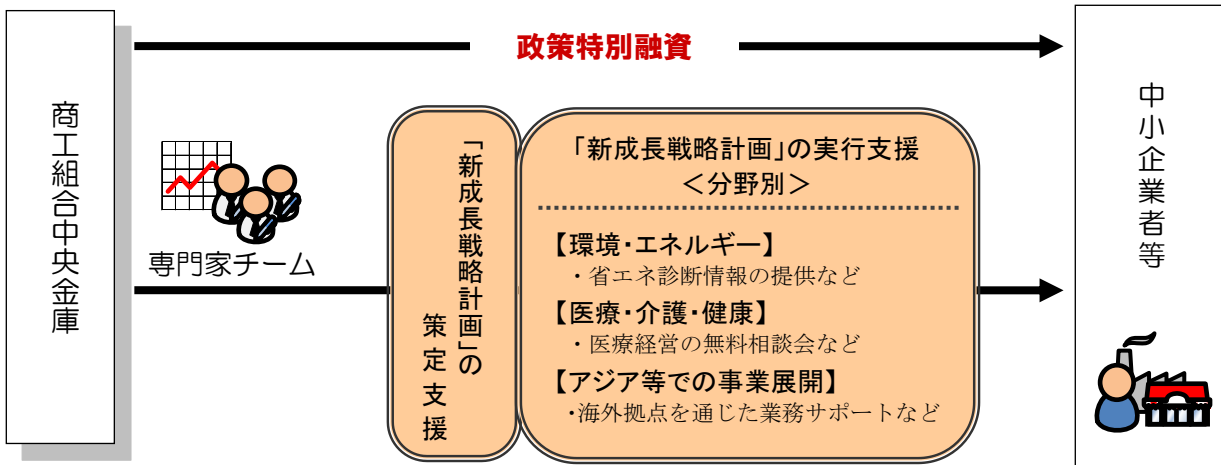 政策特別融資
商工組合中央金庫
専門家チーム
「新成長戦略計画」の
策定支援
「新成長戦略計画」の実行支援
＜分野別＞
【環境・エネルギー】
・省エネ診断情報の提供など
【医療・介護・健康】
・医療経営の無料相談会など
【アジア等での事業展開】
・海外拠点を通じた業務サポートなど
中小企業者等